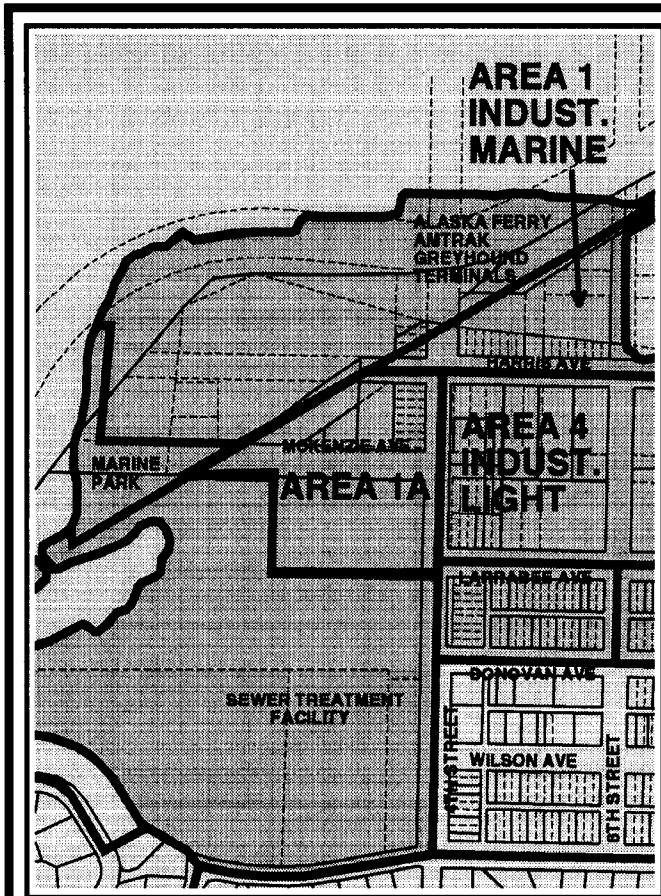 AREA 1
INDUST.
MARINE
ALASKA FERRY
AMTRAK
GREYHOUND
TERMINALS
HARRIS AVE
MCKENZIE AVE
MARINE
PARK
AREA 1A
AREA 4
INDUST.
LIGHT
LARRABEE AVE
DONOVAN AVE
SEWER TREATMENT
FACILITY
4TH STREET
WILSON AVE
6TH STREET